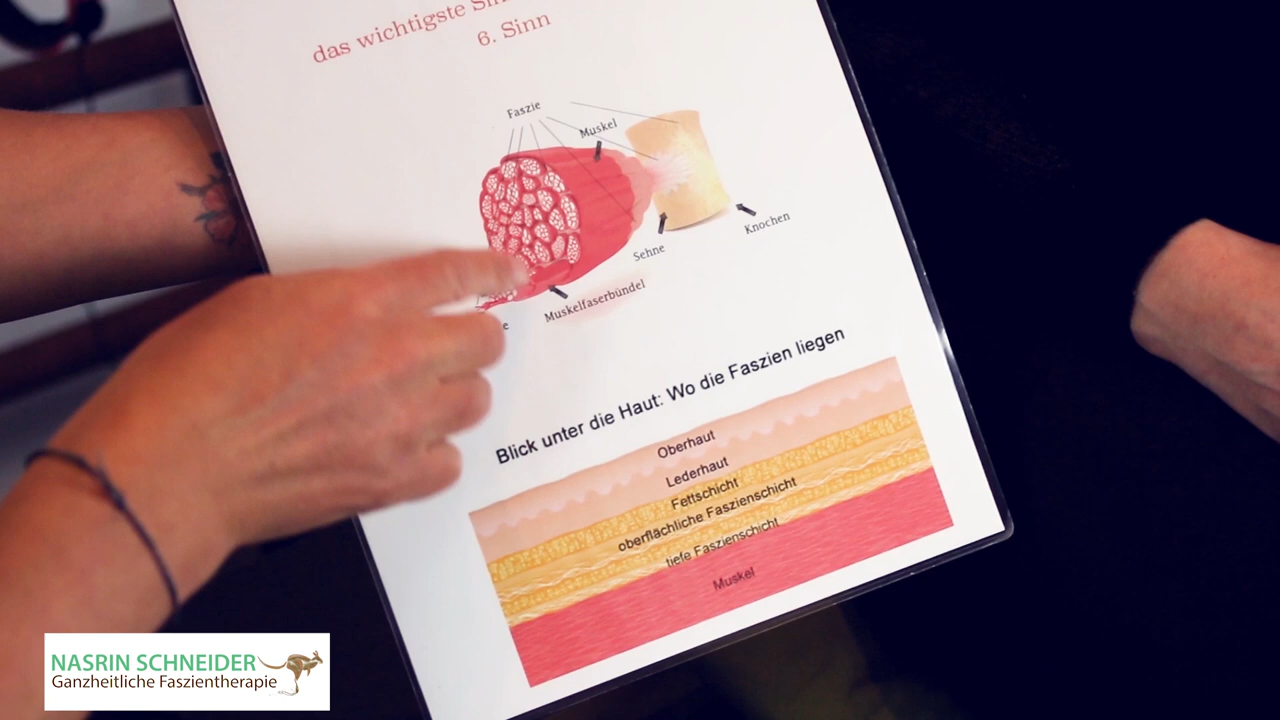 das wichtigste
6. Sinn
Faszie
Muskel
Knochen
Sehne
Muskelfaserbündel
Blick unter die Haut: Wo die Faszien liegen
Oberhaut
Lederhaut
Fettschicht
oberflächliche Faszienschicht
tiefe Faszienschicht
Muskel
NASRIN SCHNEIDER
Ganzheitliche Faszientherapie